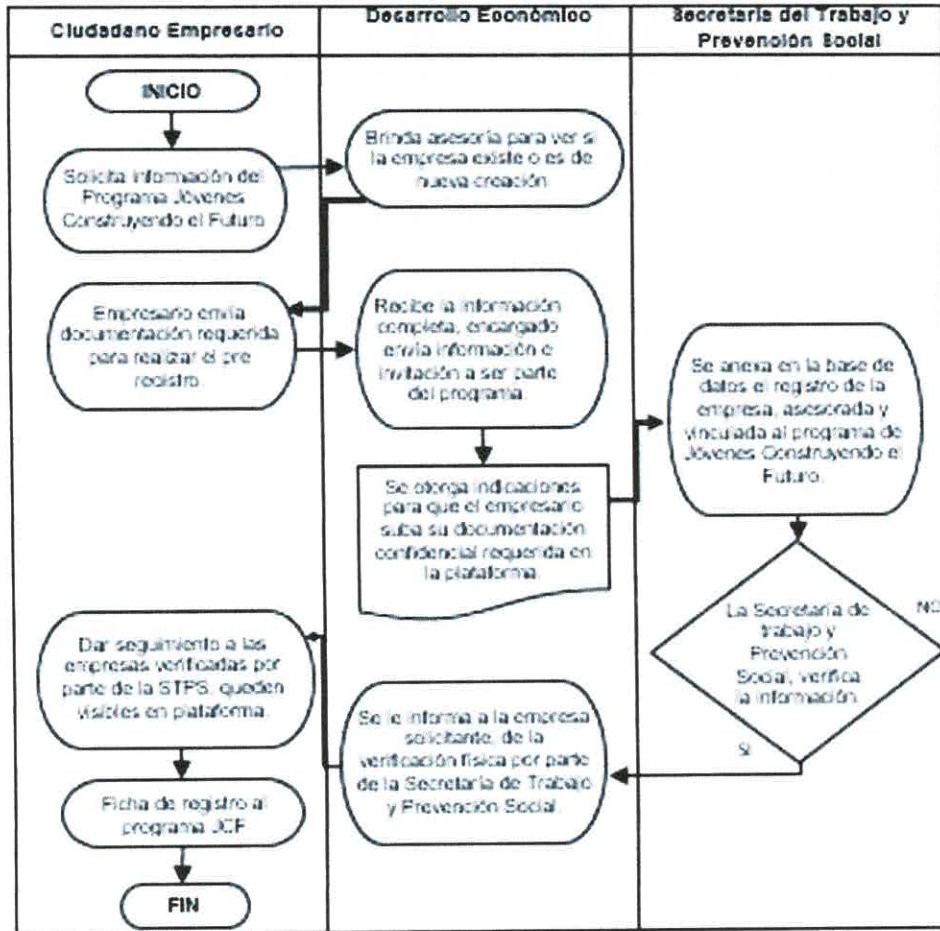 Ciudadano Empresario
Desarrollo Económico
Secretaria del Trabajo y
Prevención Social
INICIO
Solicita información del
Programa Jóvenes
Construyendo el Futuro
Brinda asesoría para ver si
la empresa existe o es de
nueva creación
Empresario envía
documentación requerida
para realizar el pre
registro.
Recibe la información
completa, encargado
envía información e
invitación a ser parte
del programa.
Se otorga indicaciones
para que el empresario
suba su documentación
confidencial requerida en
la plataforma.
Se anexa en la base de
datos el registro de la
empresa, asesorada y
vinculada al programa de
Jóvenes Construyendo el
Futuro.
La Secretaría de
trabajo y
Prevención
Social, verifica
la información.
NO
SI
Se le informa a la empresa
solicitante, de la
verificación física por parte
de la Secretaría de Trabajo
y Prevención Social.
Dar seguimiento a las
empresas verificadas por
parte de la STPS, queden
visibles en plataforma.
Ficha de registro al
programa JCF
FIN